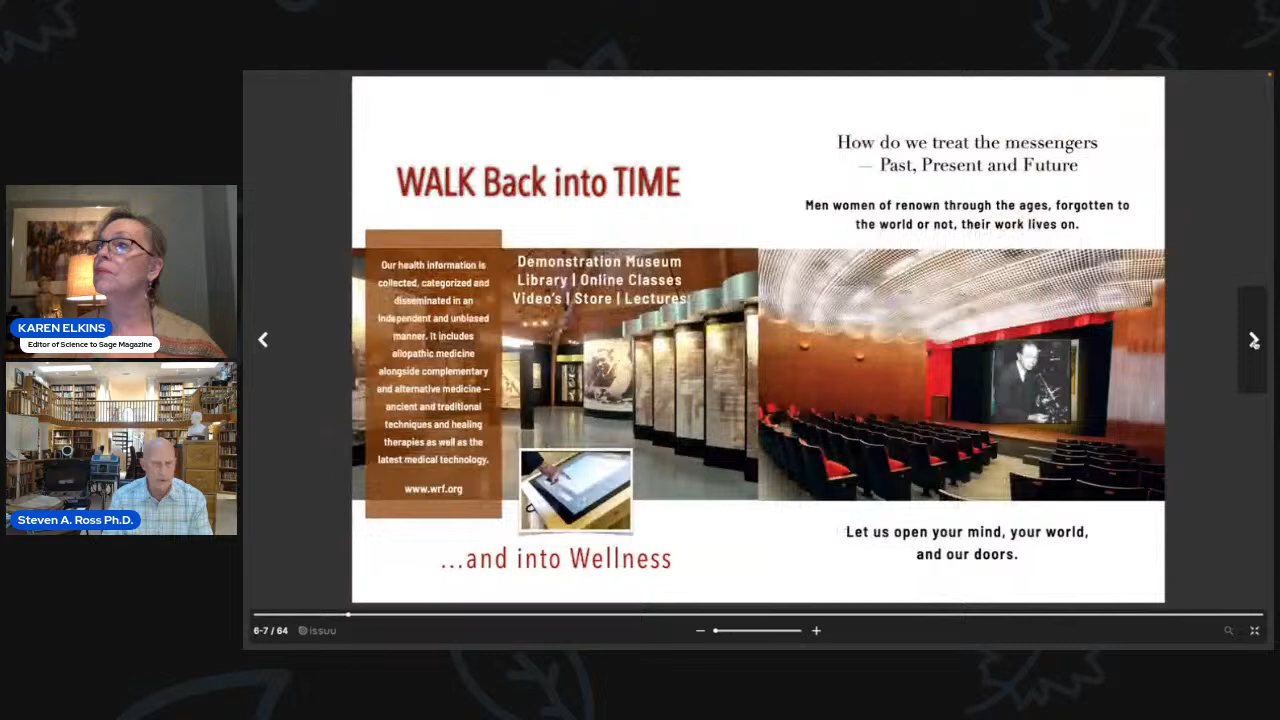 KAREN ELKINS
Editor of Science to Sage Magazine
Steven A. Ross Ph.D.
WALK Back into TIME
Our health information is
collected, categorized and
disseminated in an
independent and unbiased
manner. It includes
allopathic medicine
alongside complementary
and alternative medicine –
ancient and traditional
techniques and healing
therapies as well as the
latest medical technology.
www.wrf.org
Demonstration Museum
Library | Online Classes
Video's | Store | Lectures
...and into Wellness
How do we treat the messengers
— Past, Present and Future
Men women of renown through the ages, forgotten to
the world or not, their work lives on.
Let us open your mind, your world,
and our doors.
6-7 / 64
issuu